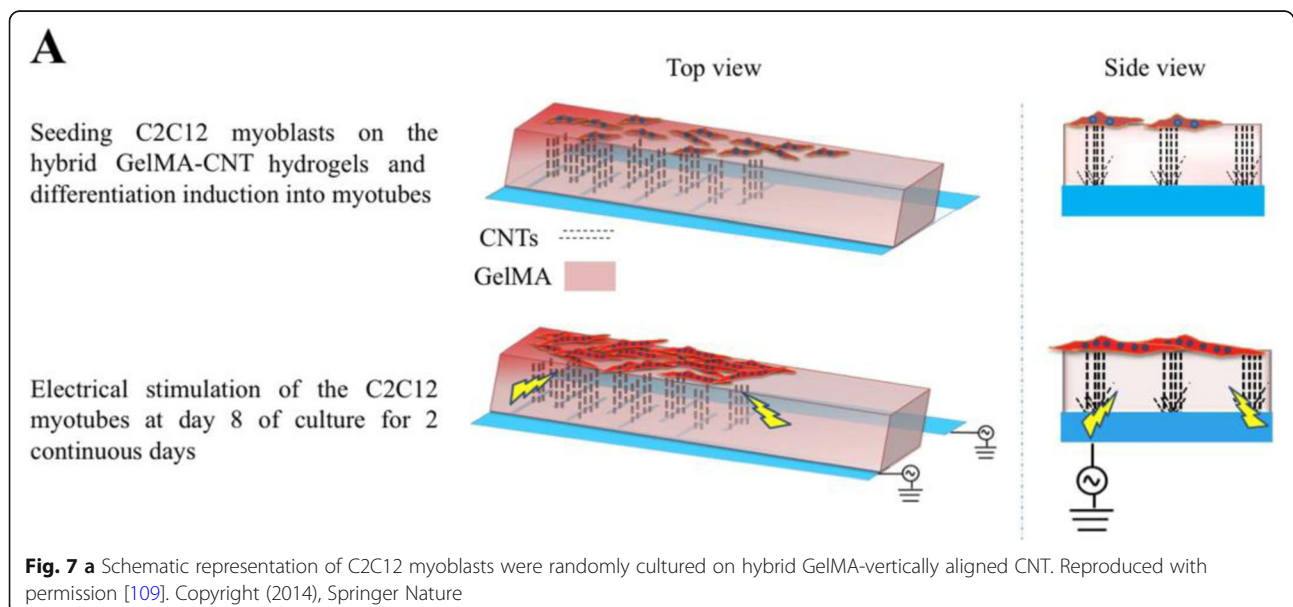 A
Top view
Side view
Seeding C2C12 myoblasts on the
hybrid GelMA-CNT hydrogels and
differentiation induction into myotubes
CNTs
GelMA
Electrical stimulation of the C2C12
myotubes at day 8 of culture for 2
continuous days
Fig. 7 a Schematic representation of C2C12 myoblasts were randomly cultured on hybrid GelMA-vertically aligned CNT. Reproduced with
permission [109]. Copyright (2014), Springer Nature